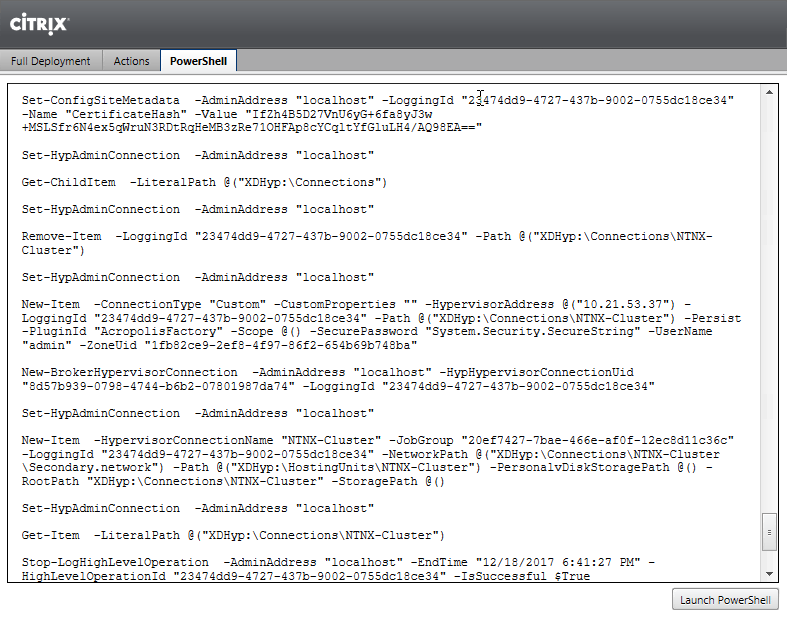 CİTRIX
Full Deployment Actions PowerShell
Set-ConfigSiteMetadata -AdminAddress "localhost" -LoggingId "23474dd9-4727-437b-9002-0755dc18ce34"
-Name "CertificateHash" -Value "IfZh4B5D27VnU6yG+6fa8yJ3w
+MSLSfr6N4ex5qWruN3RDtRqHeMB3zRe71OHFAp8cYCqltYfGluLH4/AQ98EA=="
Set-HypAdminConnection -AdminAddress "localhost"
Get-ChildItem -LiteralPath @("XDHyp:\Connections")
Set-HypAdminConnection -AdminAddress "localhost"
Remove-Item -LoggingId "23474dd9-4727-437b-9002-0755dc18ce34" -Path @("XDHyp:\Connections\NTNX-
Cluster")
Set-HypAdminConnection -AdminAddress "localhost"
New-Item -ConnectionType "Custom" -CustomProperties "" -HypervisorAddress @("10.21.53.37") -
LoggingId "23474dd9-4727-437b-9002-0755dc18ce34" -Path @("XDHyp:\Connections\NTNX-Cluster") -Persist
-PluginId "AcropolisFactory" -Scope @() -SecurePassword "System.Security.SecureString" -UserName
"admin" -ZoneUid "1fb82ce9-2ef8-4f97-86f2-654b69b748ba"
New-BrokerHypervisorConnection -AdminAddress "localhost" -HypHypervisorConnectionUid
"8d57b939-0798-4744-b6b2-07801987da74" -LoggingId "23474dd9-4727-437b-9002-0755dc18ce34"
Set-HypAdminConnection -AdminAddress "localhost"
New-Item -HypervisorConnectionName "NTNX-Cluster" -JobGroup "20ef7427-7bae-466e-af0f-12ec8d11c36c"
-LoggingId "23474dd9-4727-437b-9002-0755dc18ce34" -NetworkPath @("XDHyp:\Connections\NTNX-Cluster
\Secondary.network") -Path @("XDHyp:\HostingUnits\NTNX-Cluster") -PersonalvDiskStoragePath @() -
RootPath "XDHyp:\Connections\NTNX-Cluster" -StoragePath @()
Set-HypAdminConnection -AdminAddress "localhost"
Get-Item -LiteralPath @("XDHyp:\Connections\NTNX-Cluster")
Stop-LogHighLevelOperation -AdminAddress "localhost" -EndTime "12/18/2017 6:41:27 PM" -
HighLevelOperationId "23474dd9-4727-437b-9002-0755dc18ce34" -IsSuccessful $True
Launch PowerShell